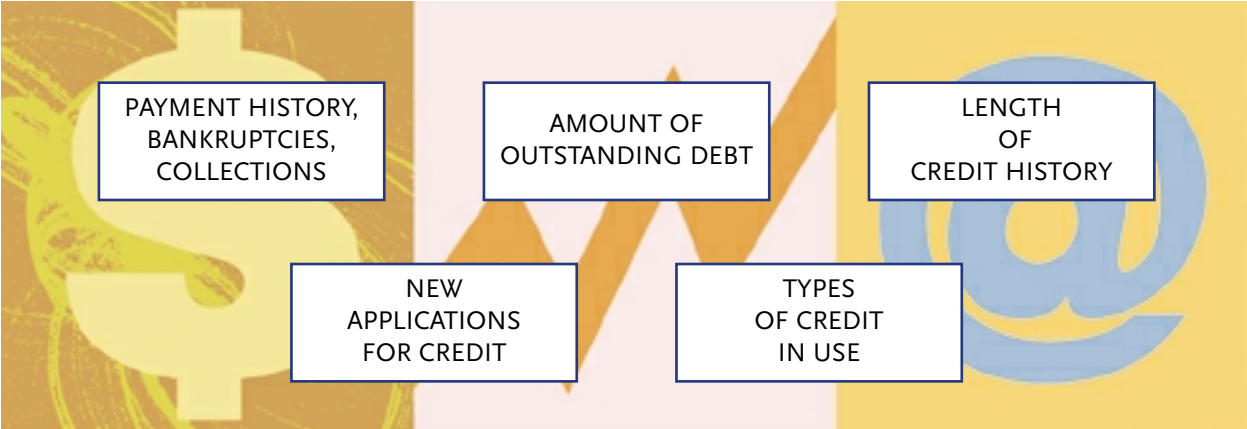 PAYMENT HISTORY,
BANKRUPTCIES,
COLLECTIONS
AMOUNT OF
OUTSTANDING DEBT
LENGTH
OF
CREDIT HISTORY
NEW
APPLICATIONS
FOR CREDIT
TYPES
OF CREDIT
IN USE